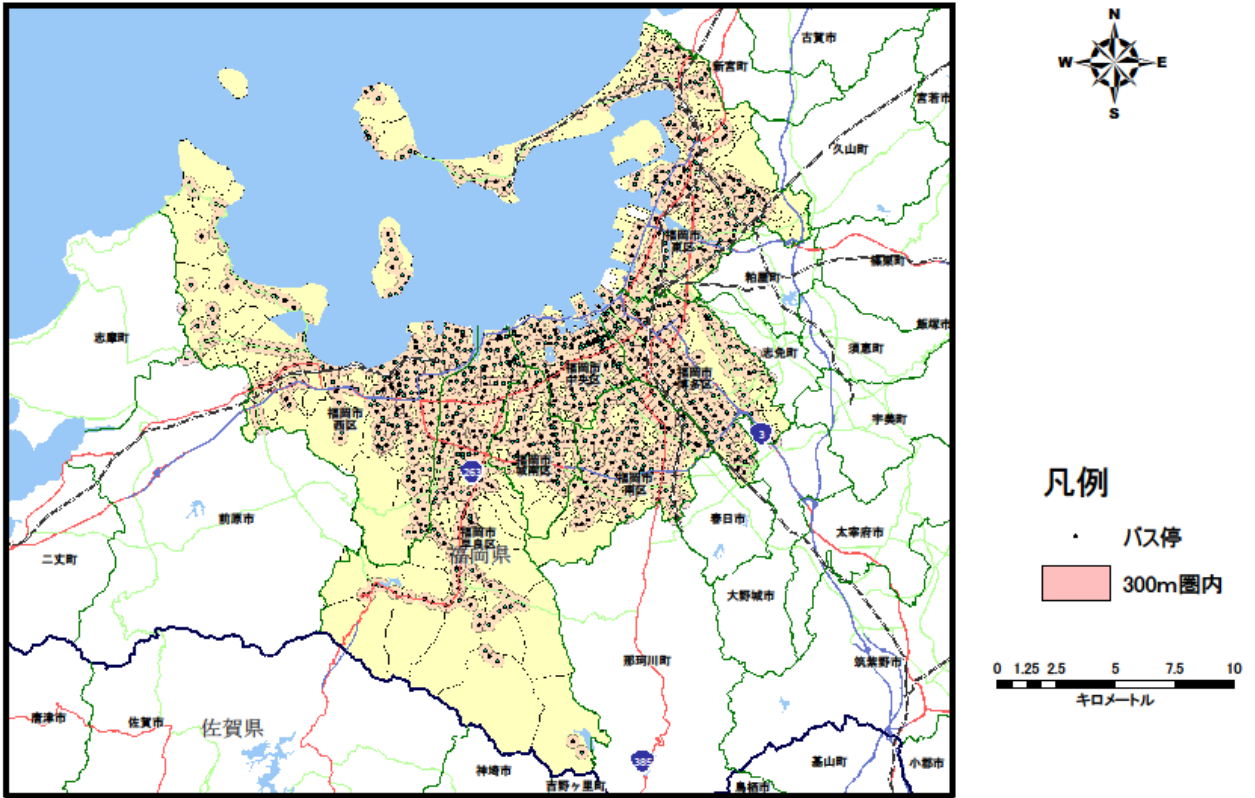 古賀市
新宮町
宮若市
久山町
福岡市
東区
篠栗町
粕屋町
飯塚市
志摩町
志免町
須恵町
福岡市
中央区
福岡市
博多区
宇美町
福岡市
西区
3
263
福岡市
城南区
福岡市
南区
前原市
春日市
太宰府市
福岡市
早良区
福岡県
二丈町
大野城市
那珂川町
筑紫野市
唐津市
佐賀市
佐賀県
385
神埼市
吉野ヶ里町
基山町
小郡市
鳥栖市
N
W
E
S
凡例
バス停
300m圏内
0 1.25 2.5 5 7.5 10
キロメートル